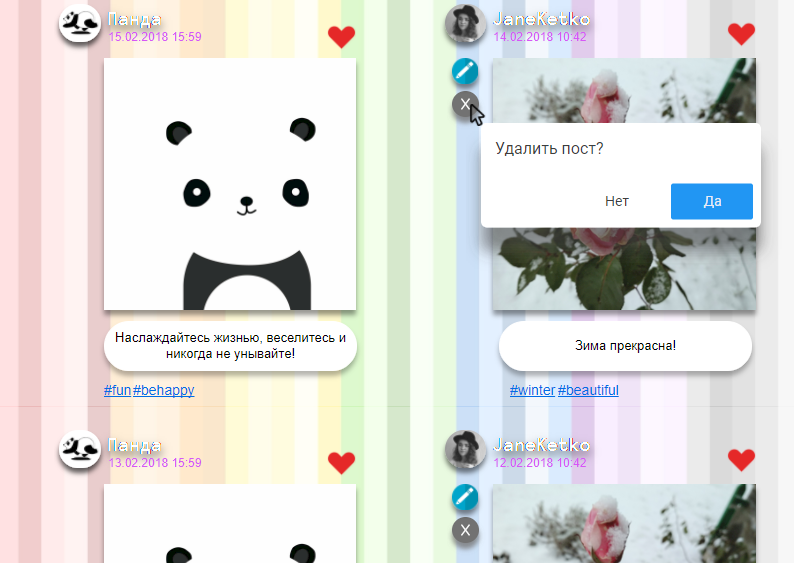 Панда
15.02.2018 15:59
Наслаждайтесь жизнью, веселитесь и
никогда не унывайте!
#fun #behappy
JaneKetko
14.02.2018 10:42
X
Удалить пост?
Нет
Да
Зима прекрасна!
#winter #beautiful
Панда
13.02.2018 15:59
JaneKetko
12.02.2018 10:42
X